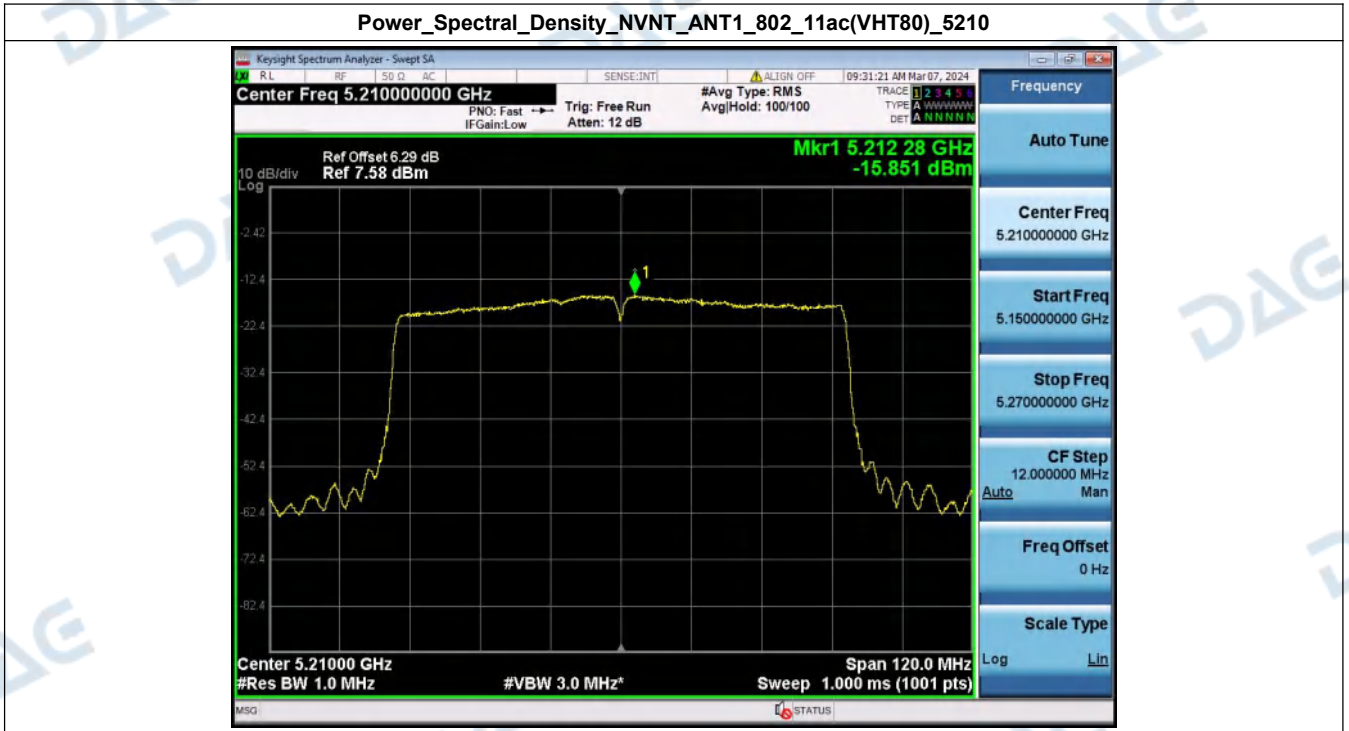 Power_Spectral_Density_NVNT_ANT1_802_11ac(VHT80)_5210
Keysight Spectrum Analyzer - Swept SA
LXI RL RF 50 Ω AC SENSE:INT ALIGN OFF 09:31:21 AM Mar 07, 2024
Center Freq 5.210000000 GHz
PNO: Fast
IFGain:Low
Trig: Free Run
Atten: 12 dB
#Avg Type: RMS
Avg|Hold: 100/100
TRACE 1 2 3 4 5 6
TYPE A WWWWW
DET A N N N N N
Mkr1 5.212 28 GHz
-15.851 dBm
Ref Offset 6.29 dB
10 dB/div Ref 7.58 dBm
Log
-2.42
-12.4
-22.4
-32.4
-42.4
-52.4
-62.4
-72.4
-82.4
1
Center 5.21000 GHz Span 120.0 MHz
#Res BW 1.0 MHz #VBW 3.0 MHz* Sweep 1.000 ms (1001 pts)
MSG STATUS
Frequency
Auto Tune
Center Freq
5.210000000 GHz
Start Freq
5.150000000 GHz
Stop Freq
5.270000000 GHz
CF Step
12.000000 MHz
Auto Man
Freq Offset
0 Hz
Scale Type
Log Lin
DAG
DAG